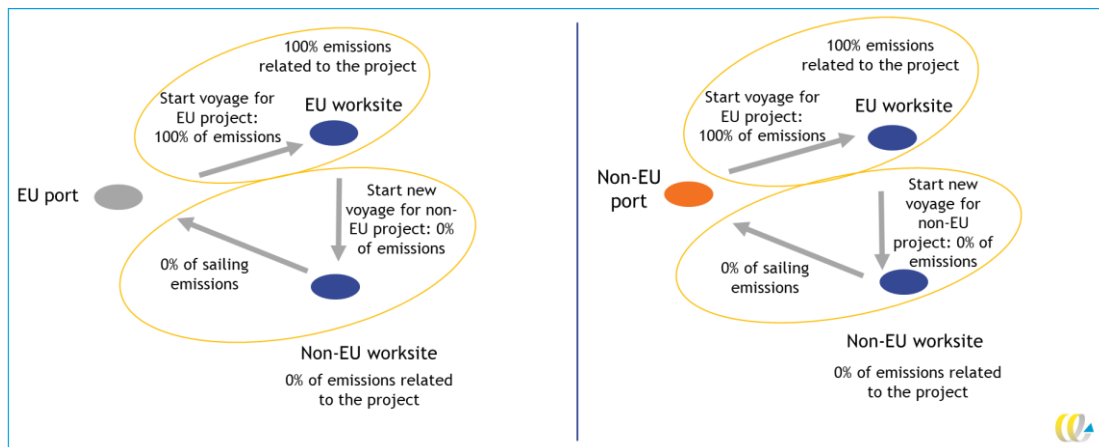 100% emissions
related to the project
Start voyage for
EU project:
100% of emissions
EU worksite
EU port
Start new
voyage for non-
EU project: 0%
of emissions
0% of sailing
emissions
Non-EU worksite
0% of emissions related
to the project
100% emissions
related to the project
Start voyage for
EU project:
100% of emissions
EU worksite
Non-EU
port
Start new
voyage for
non-EU
project: 0% of
emissions
0% of sailing
emissions
Non-EU worksite
0% of emissions related
to the project